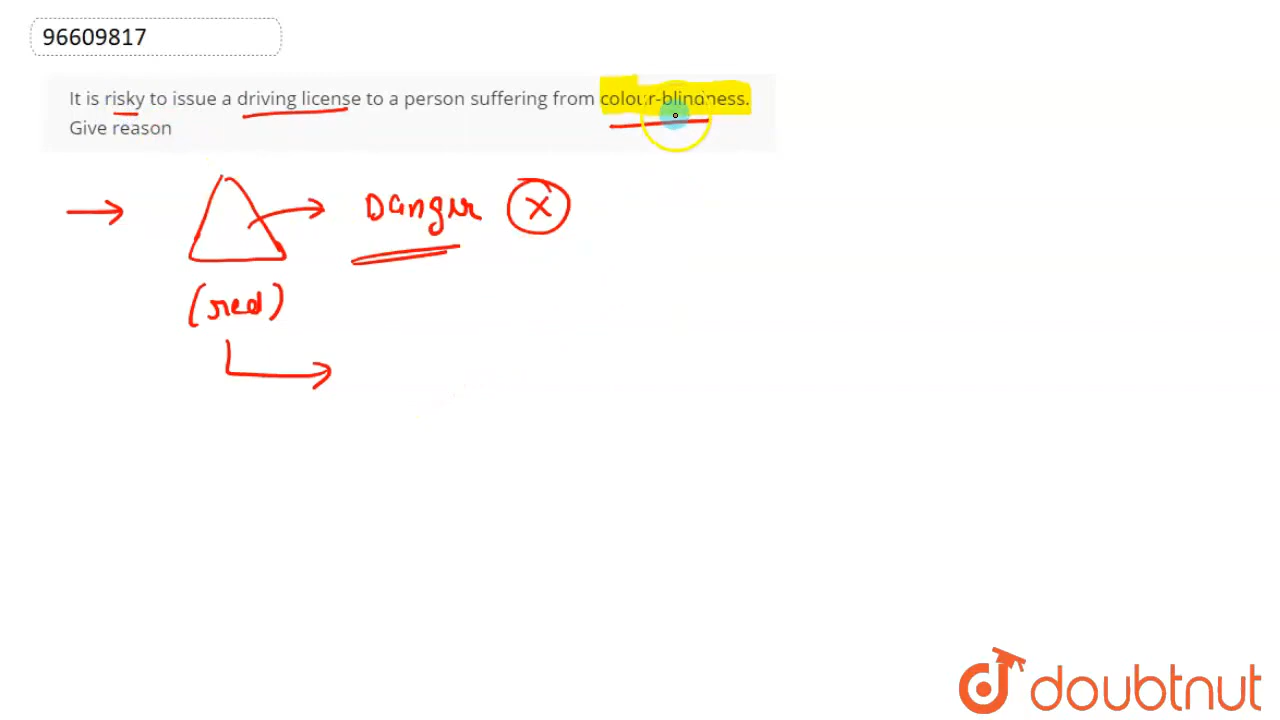 96609817
It is risky to issue a driving license to a person suffering from colour-blindness.
Give reason
Danger X
(red)
doubtnut